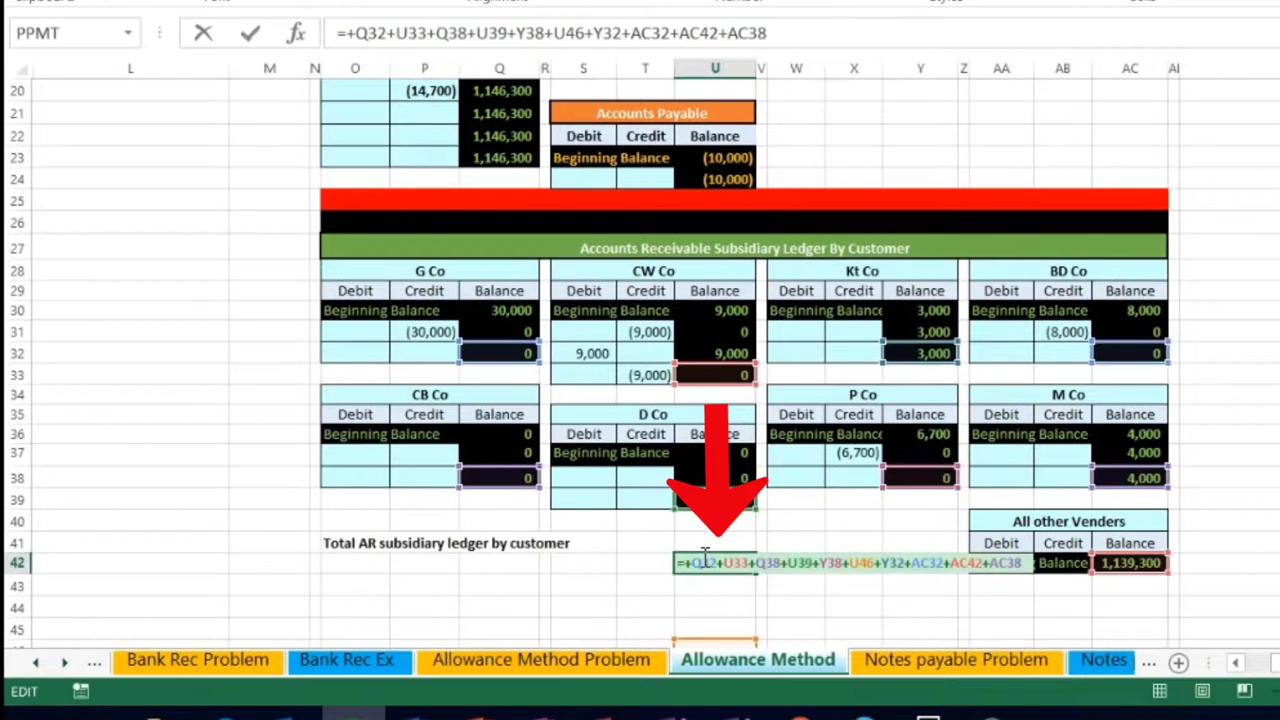 PPMT =+Q32+U33+Q38+U39+Y38+U46+Y32+AC32+AC42+AC38
L M N O P Q R S T U V W X Y Z AA AB AC
20 (14,700) 1,146,300
21 1,146,300 Accounts Payable
22 1,146,300 Debit Credit Balance
23 1,146,300 Beginning Balance (10,000)
24 (10,000)
25
26
27 Accounts Receivable Subsidiary Ledger By Customer
28 G Co CW Co Kt Co BD Co
29 Debit Credit Balance Debit Credit Balance Debit Credit Balance Debit Credit Balance
30 Beginning Balance 30,000 Beginning Balance 9,000 Beginning Balance 3,000 Beginning Balance 8,000
31 (30,000) 0 (9,000) 0 3,000 (8,000) 0
32 0 9,000 9,000 3,000 0
33 (9,000) 0
34 CB Co P Co M Co
35 Debit Credit Balance D Co Debit Credit Balance Debit Credit Balance
36 Beginning Balance 0 Debit Credit Balance Beginning Balance 6,700 Beginning Balance 4,000
37 Beginning Balance 0 (6,700) 0 4,000
38 0 0 0 4,000
39
40 All other Venders
41 Total AR subsidiary ledger by customer Debit Credit Balance
42 =+Q32+U33+Q38+U39+Y38+U46+Y32+AC32+AC42+AC38 Balance 1,139,300
43
44
45
... Bank Rec Problem Bank Rec Ex Allowance Method Problem Allowance Method Notes payable Problem Notes ...
EDIT